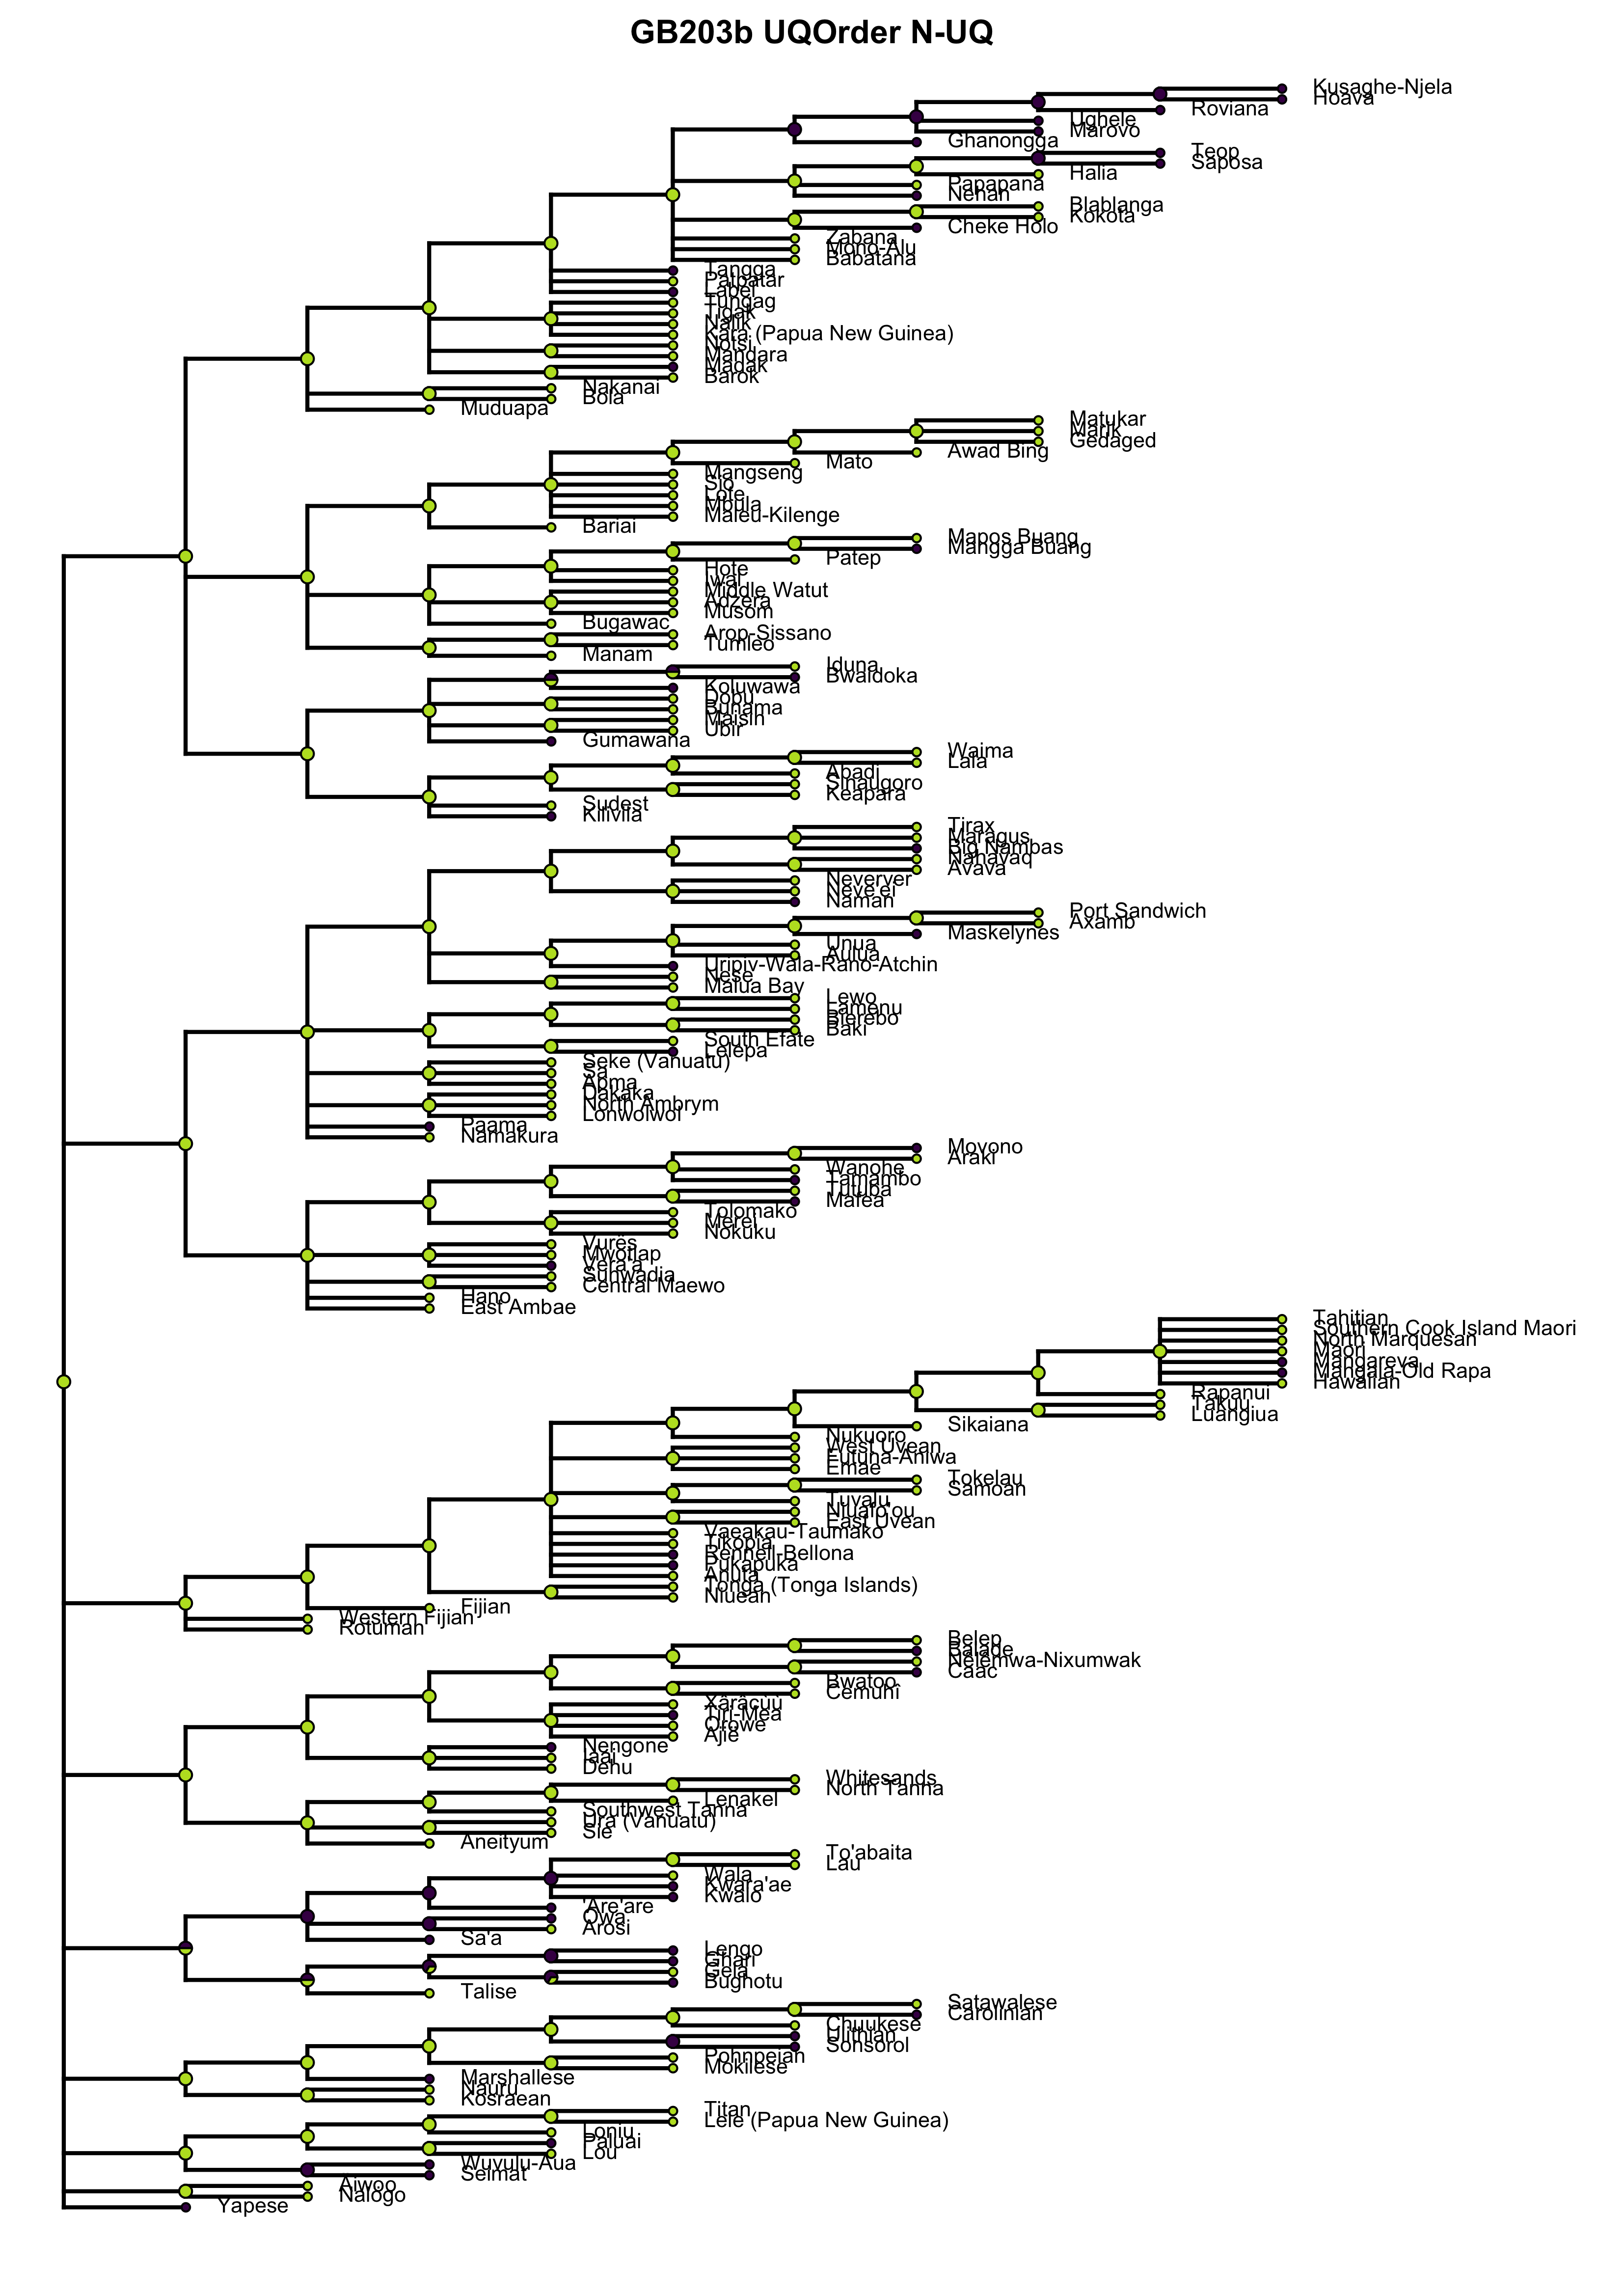 GB203b UQOrder N-UQ
Kusaghe-Njela
Hoava
Roviana
Ughele
Marovo
Ghanongga
Teop
Saposa
Halia
Papapana
Nehan
Blablanga
Kokota
Cheke Holo
Zabana
Mono-Alu
Babatana
Tangga
Patpatar
Label
Tungag
Tigak
Nalik
Kara (Papua New Guinea)
Notsi
Mandara
Madak
Barok
Nakanai
Bola
Muduapa
Matukar
Marik
Gedaged
Awad Bing
Mato
Mangseng
Sio
Lote
Mbula
Maleu-Kilenge
Bariai
Mapos Buang
Mangga Buang
Patep
Hote
Iwal
Middle Watut
Adzera
Musom
Bugawac
Arop-Sissano
Tumleo
Manam
Iduna
Bwaidoka
Koluwawa
Dobu
Bunama
Maisin
Ubir
Gumawana
Waima
Lala
Abadi
Sinaugoro
Keapara
Sudest
Kilivila
Tirax
Maragus
Big Nambas
Nahavaq
Avava
Neverver
Neve'ei
Naman
Port Sandwich
Axamb
Maskelynes
Unua
Aulua
Uripiv-Wala-Rano-Atchin
Nese
Malua Bay
Lewo
Lamenu
Bierebo
Baki
South Efate
Lelepa
Seke (Vanuatu)
Sa
Apma
Dakaka
North Ambrym
Lonwolwol
Paama
Namakura
Movono
Araki
Wanohe
Tamambo
Tutuba
Mafea
Tolomako
Merei
Nokuku
Vurës
Mwotlap
Vera'a
Sunwadia
Central Maewo
Hano
East Ambae
Tahitian
Southern Cook Island Maori
North Marquesan
Maori
Mangareva
Mangaia-Old Rapa
Hawaiian
Rapanui
Takuu
Luangiua
Sikaiana
Nukuoro
West Uvean
Futuna-Aniwa
Emae
Tokelau
Samoan
Tuvalu
Niuafo'ou
East Uvean
Vaeakau-Taumako
Tikopia
Rennell-Bellona
Pukapuka
Anuta
Tonga (Tonga Islands)
Niuean
Fijian
Western Fijian
Rotuman
Belep
Balade
Nelemwa-Nixumwak
Caac
Bwatoo
Cemuhî
Xârâcùù
Tiri-Mea
Orowe
Ajië
Nengone
Iaai
Dehu
Whitesands
North Tanna
Lenakel
Southwest Tanna
Ura (Vanuatu)
Sie
Aneityum
To'abaita
Lau
Wala
Kwara'ae
Kwaio
'Are'are
Owa
Arosi
Sa'a
Lengo
Ghari
Gela
Bughotu
Talise
Satawalese
Carolinian
Chuukese
Ulithian
Sonsorol
Pohnpeian
Mokilese
Marshallese
Nauru
Kosraean
Titan
Lele (Papua New Guinea)
Loniu
Paluai
Lou
Wuvulu-Aua
Seimat
Aiwoo
Nalögo
Yapese